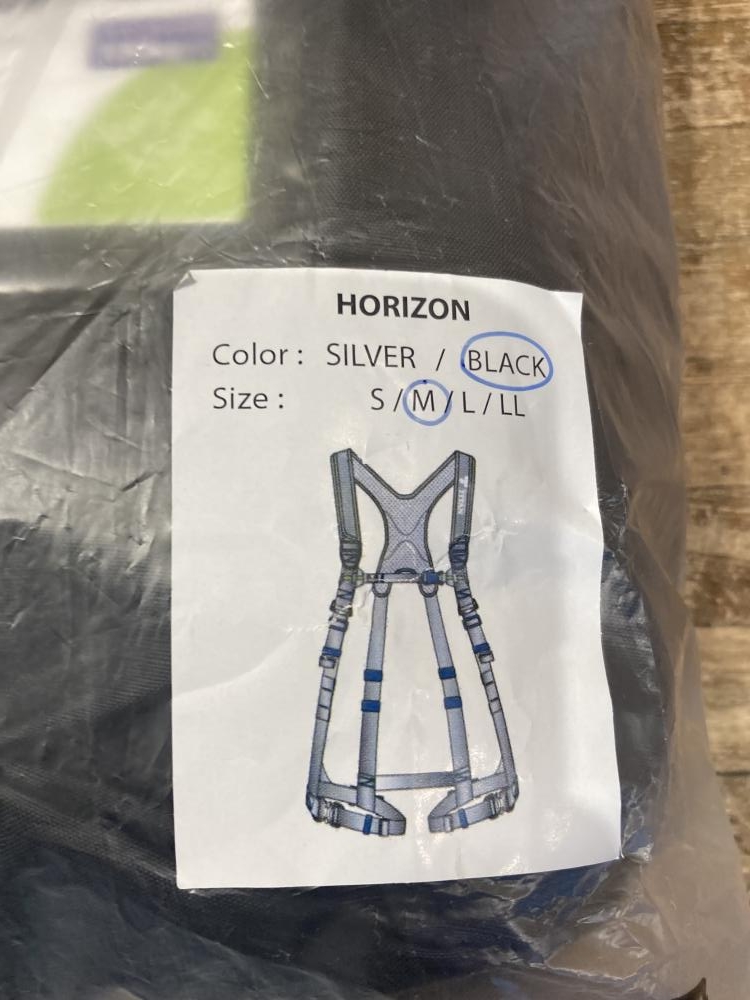 HORIZON
Color : SILVER / BLACK
Size : S / M / L / LL